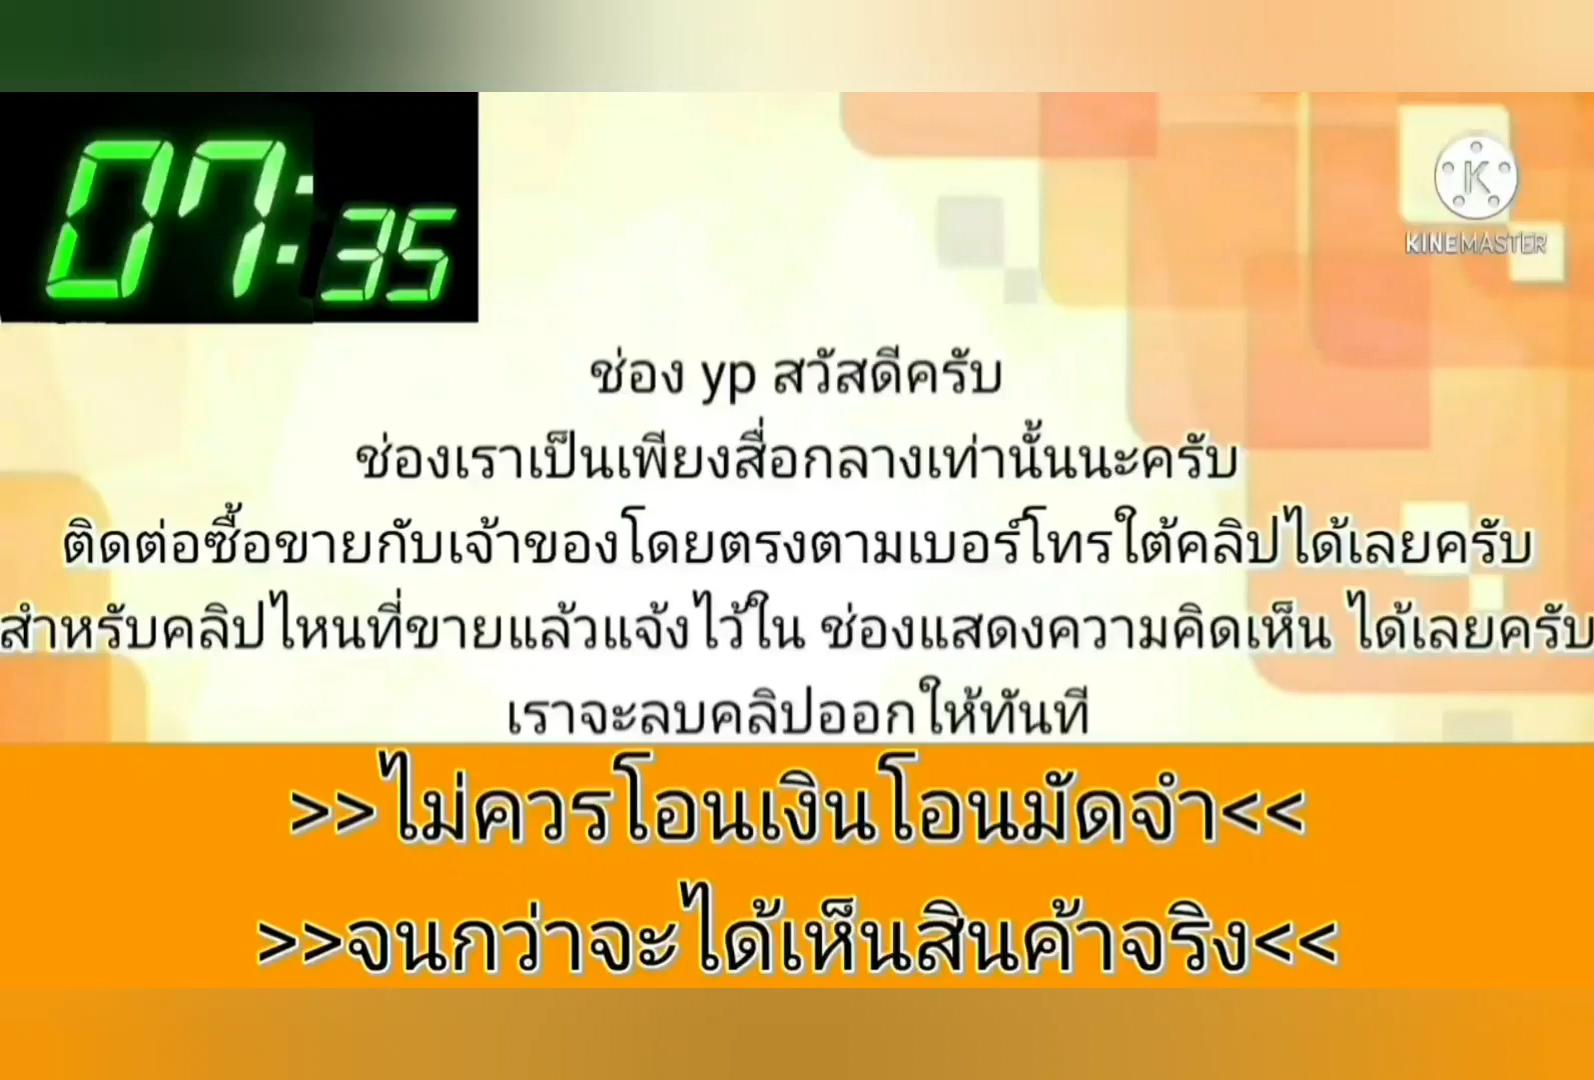 07:35
KINEMASTER
ช่อง yp สวัสดีครับ
ช่องเราเป็นเพียงสื่อกลางเท่านั้นนะครับ
ติดต่อซื้อขายกับเจ้าของโดยตรงตามเบอร์โทรใต้คลิปได้เลยครับ
สำหรับคลิปไหนที่ขายแล้วแจ้งไว้ใน ช่องแสดงความคิดเห็น ได้เลยครับ
เราจะลบคลิปออกให้ทันที
>>ไม่ควรโอนเงินโอนมัดจำ<<
>>จนกว่าจะได้เห็นสินค้าจริง<<